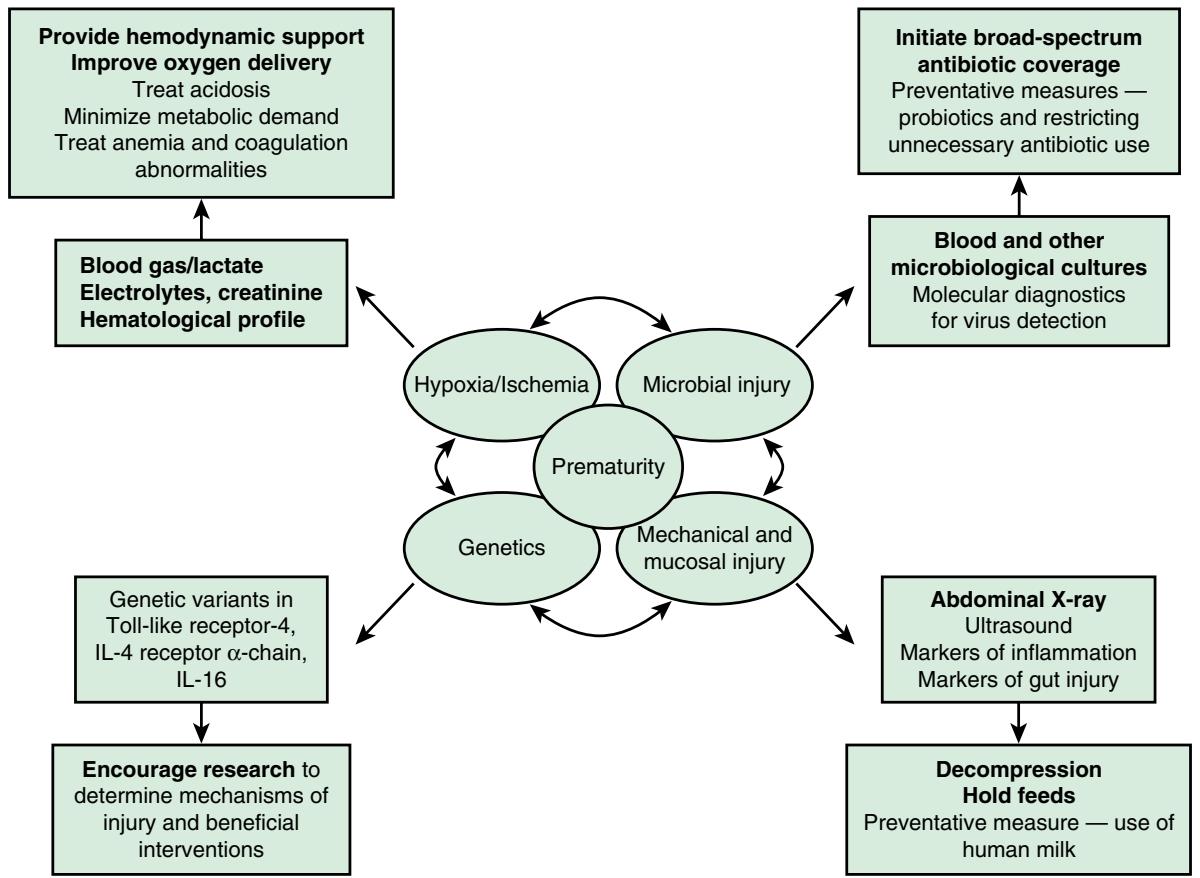 Provide hemodynamic support
Improve oxygen delivery
Treat acidosis
Minimize metabolic demand
Treat anemia and coagulation
abnormalities
Initiate broad-spectrum
antibiotic coverage
Preventative measures —
probiotics and restricting
unnecessary antibiotic use
Blood gas/lactate
Electrolytes, creatinine
Hematological profile
Blood and other
microbiological cultures
Molecular diagnostics
for virus detection
Hypoxia/Ischemia
Microbial injury
Prematurity
Genetics
Mechanical and
mucosal injury
Genetic variants in
Toll-like receptor-4,
IL-4 receptor α-chain,
IL-16
Abdominal X-ray
Ultrasound
Markers of inflammation
Markers of gut injury
Encourage research to
determine mechanisms of
injury and beneficial
interventions
Decompression
Hold feeds
Preventative measure — use of
human milk